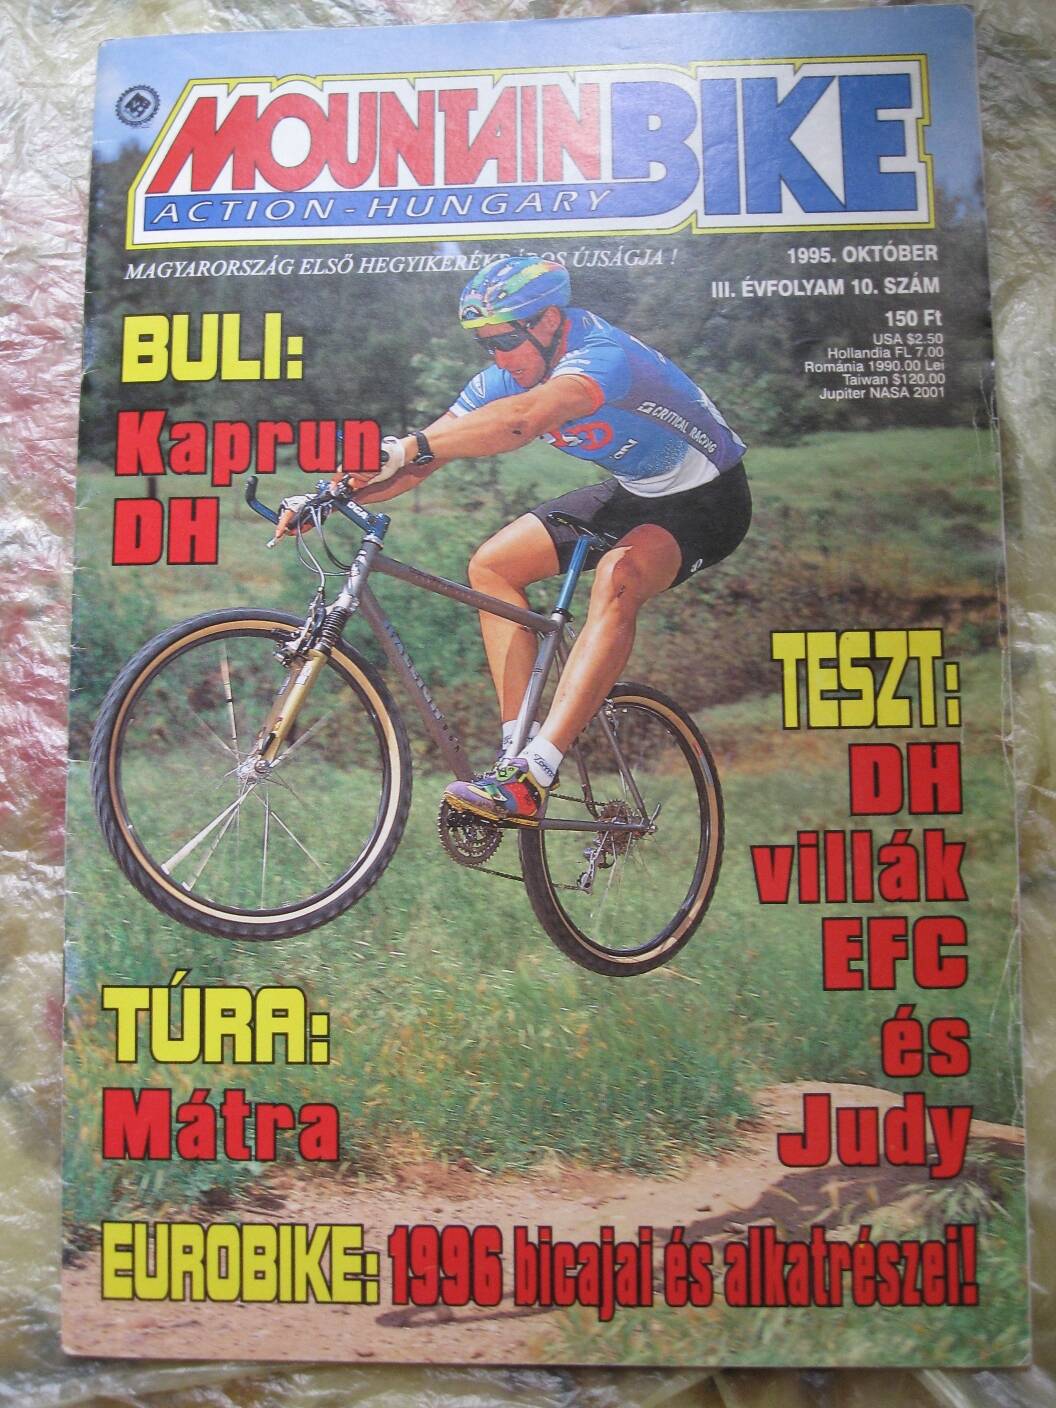 MOUNTAIN BIKE
ACTION-HUNGARY
MAGYARORSZÁG ELSŐ HEGYIKERÉKPÁROS ÚJSÁGJA !
1995. OKTÓBER
III. ÉVFOLYAM 10. SZÁM
150 Ft
USA $2.50
Hollandia FL 7.00
Románia 1990.00 Lei
Taiwan $120.00
Jupiter NASA 2001
BULI:
Kaprun
DH
CRITICAL RACING
TESZT:
DH
villák
EFC
és
Judy
TÚRA:
Mátra
EUROBIKE: 1996 bicajai és alkatrészei!